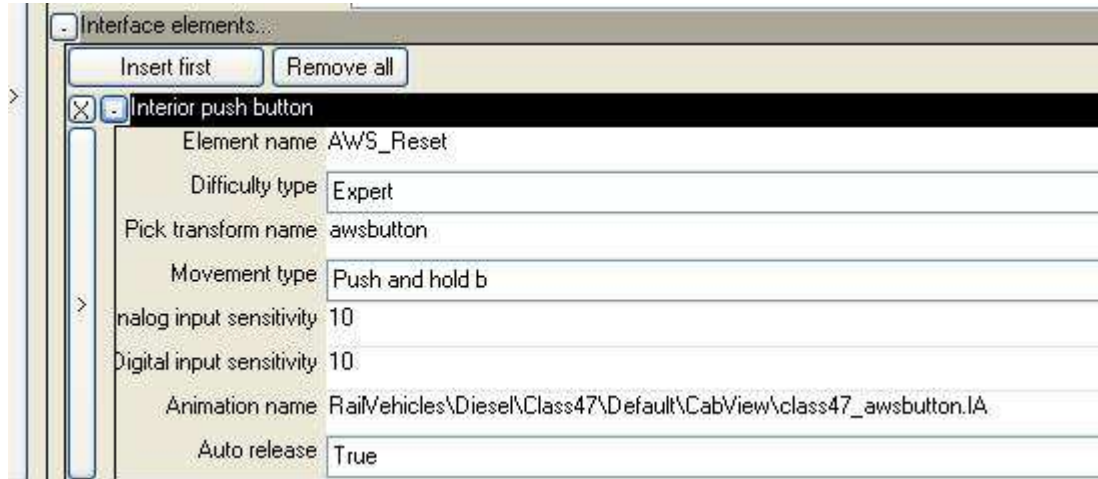 Interface elements...
Insert first Remove all
Interior push button
Element name AWS_Reset
Difficulty type Expert
Pick transform name awsbutton
Movement type Push and hold b
nalog input sensitivity 10
Digital input sensitivity 10
Animation name RailVehicles\Diesel\Class47\Default\CabView\class47_awsbutton.IA
Auto release True